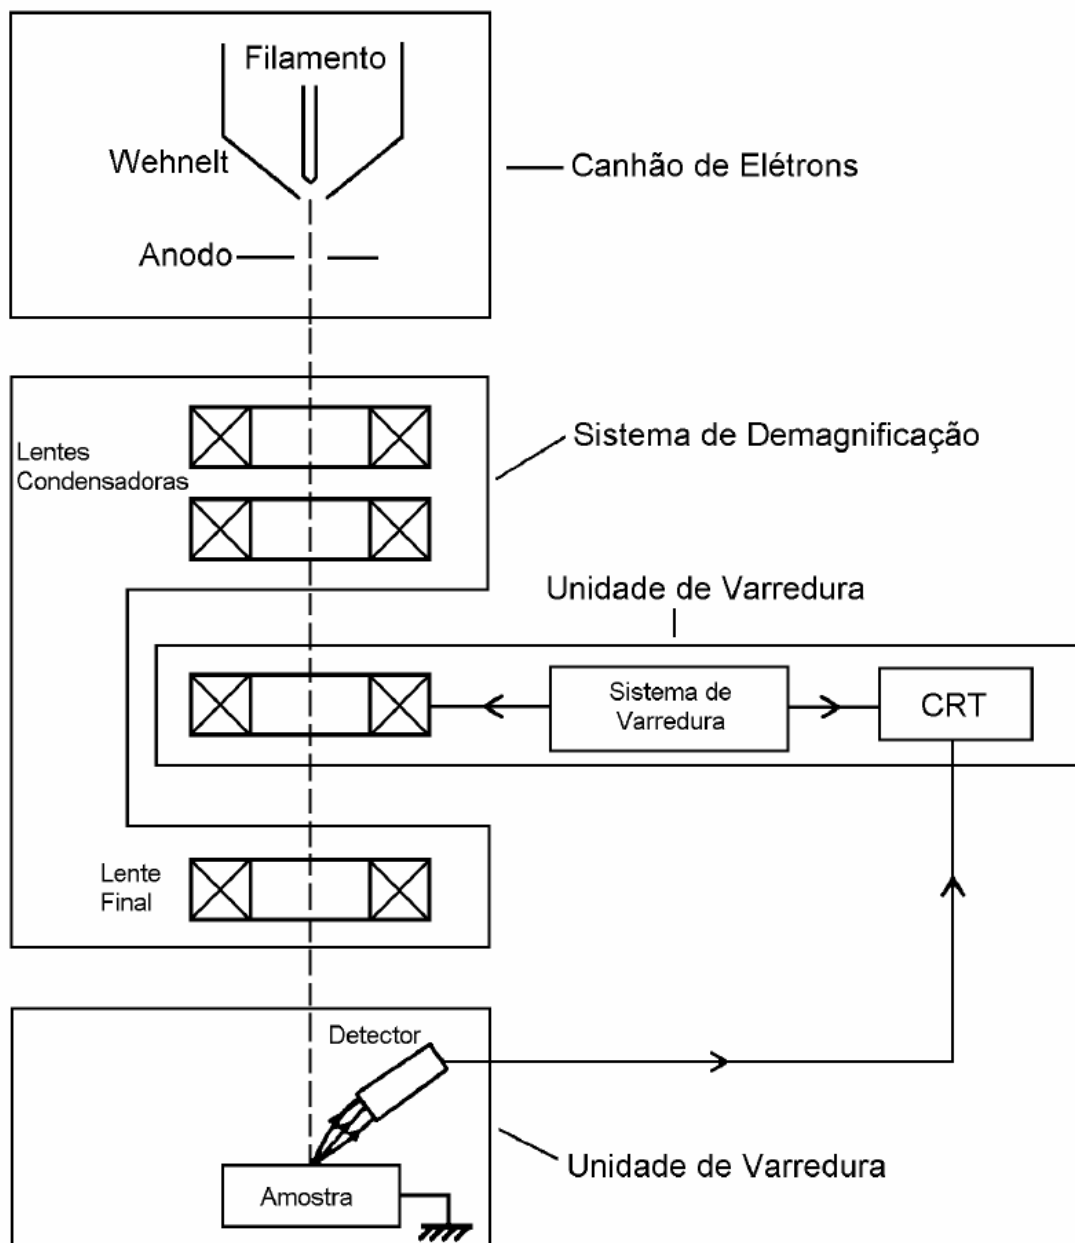 Filamento
Wehnelt
Canhão de Elétrons
Anodo
Lentes
Condensadoras
Sistema de Demagnificação
Unidade de Varredura
Sistema de
Varredura
CRT
Lente
Final
Detector
Unidade de Varredura
Amostra